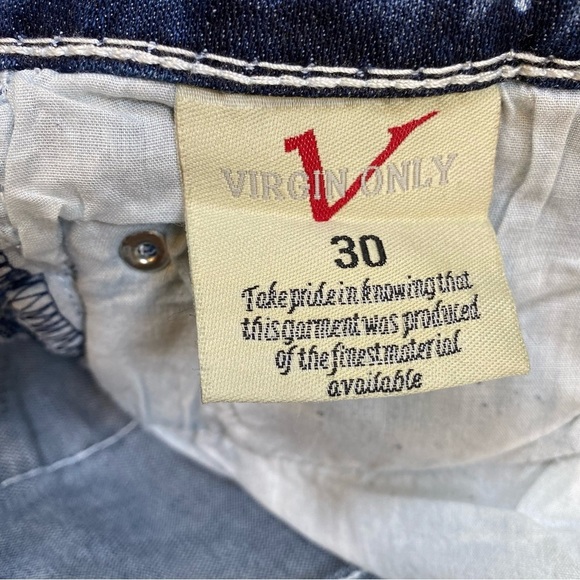 V
VIRGIN ONLY
30
Take pride in knowing that
this garment was produced
of the finest material
available